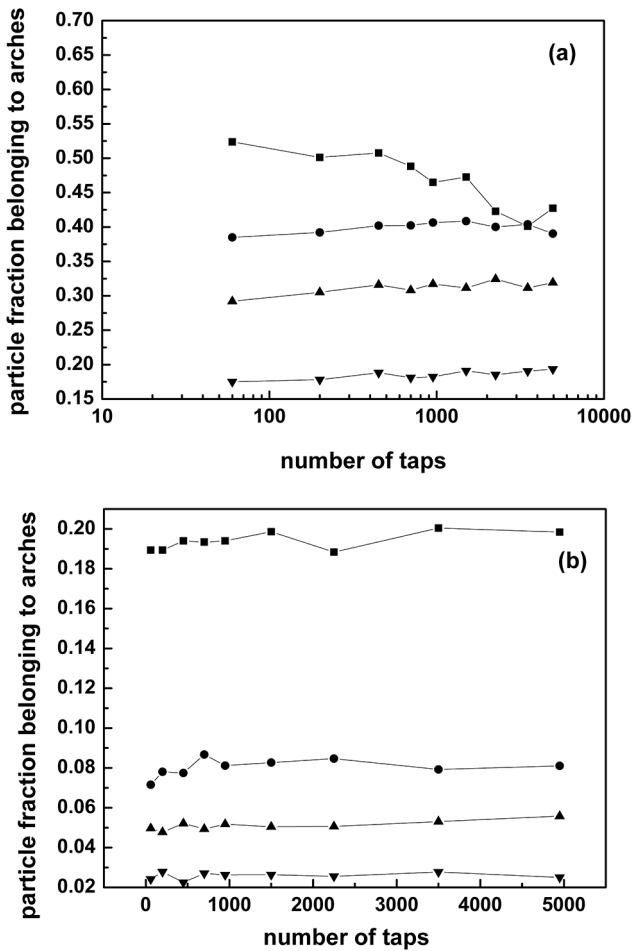 (a)
particle fraction belonging to arches
0.70
0.65
0.60
0.55
0.50
0.45
0.40
0.35
0.30
0.25
0.20
0.15
10 100 1000 10000
number of taps
(b)
particle fraction belonging to arches
0.20
0.18
0.16
0.14
0.12
0.10
0.08
0.06
0.04
0.02
0 1000 2000 3000 4000 5000
number of taps